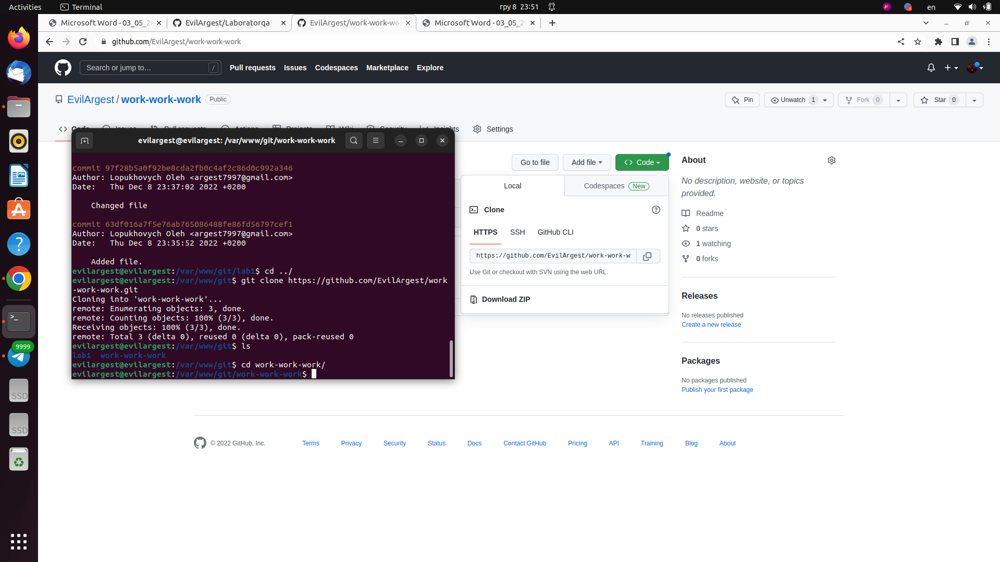 Activities
Terminal
гру 8 23:51
en
Microsoft Word - 03_05_2
EvilArgest/Laboratorqa
EvilArgest/work-work-wo
Microsoft Word - 03_05_2
github.com/EvilArgest/work-work-work
Search or jump to…
/
Pull requests
Issues
Codespaces
Marketplace
Explore
EvilArgest / work-work-work
Public
Pin
Unwatch 1
Fork 0
Star 0
Code
Issues
Pull requests
Actions
Projects
Wiki
Security
Insights
Settings
evilargest@evilargest: /var/www/git/work-work-work
commit 97f28b5a0f92be8cda2fb0c4af2c86d0c992a346
Author: Lopukhovych Oleh <argest7997@gmail.com>
Date:   Thu Dec 8 23:37:02 2022 +0200
Changed file
commit 63df016a7f5e76ab765086488fe86fd56797cef1
Author: Lopukhovych Oleh <argest7997@gmail.com>
Date:   Thu Dec 8 23:35:52 2022 +0200
Added file.
evilargest@evilargest:/var/www/git/lab1$ cd ../
evilargest@evilargest:/var/www/git$ git clone https://github.com/EvilArgest/work
-work-work.git
Cloning into 'work-work-work'...
remote: Enumerating objects: 3, done.
remote: Counting objects: 100% (3/3), done.
Receiving objects: 100% (3/3), done.
remote: Total 3 (delta 0), reused 0 (delta 0), pack-reused 0
evilargest@evilargest:/var/www/git$ ls
lab1  work-work-work
evilargest@evilargest:/var/www/git$ cd work-work-work/
evilargest@evilargest:/var/www/git/work-work-work$
Go to file
Add file
Code
Local
Codespaces New
Clone
HTTPS
SSH
GitHub CLI
https://github.com/EvilArgest/work-work-w
Use Git or checkout with SVN using the web URL.
Download ZIP
About
No description, website, or topics
provided.
Readme
0 stars
1 watching
0 forks
Releases
No releases published
Create a new release
Packages
No packages published
Publish your first package
© 2022 GitHub, Inc.
Terms
Privacy
Security
Status
Docs
Contact GitHub
Pricing
API
Training
Blog
About
9999
SSD
SSD